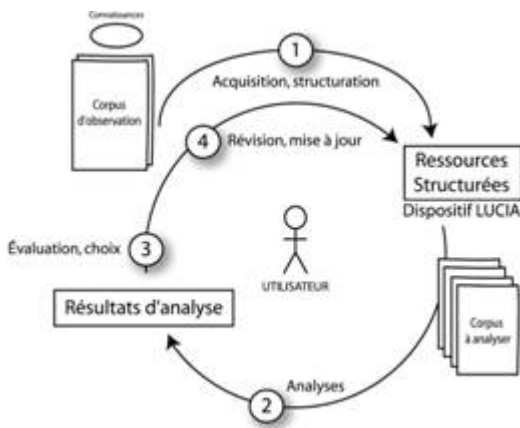 Connaissances
1
Acquisition, structuration
Corpus
d'observation
4
Révision, mise à jour
Ressources
Structurées
Dispositif LUCIA
Évaluation, choix
3
UTILISATEUR
Résultats d'analyse
Corpus
à analyser
Analyses
2